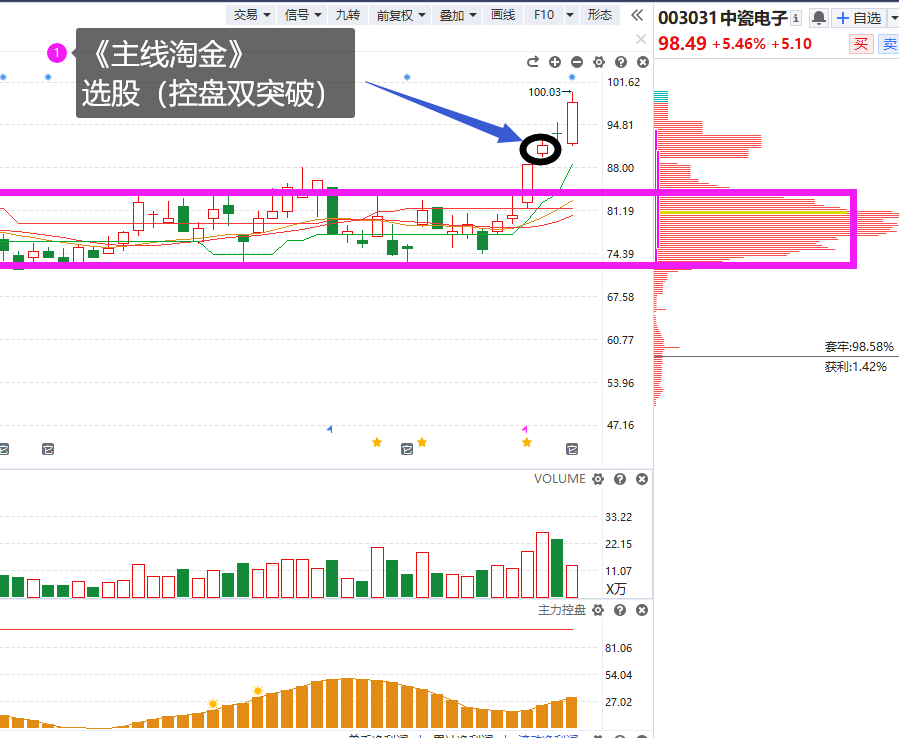 交易 信号 九转 前复权 叠加 画线 F10 形态
003031 中瓷电子 自选
98.49 +5.46% +5.10 买 卖
1
《主线淘金》
选股（控盘双突破）
101.62
100.03
94.81
88.00
81.19
74.39
67.58
60.77
53.96
47.16
套牢:98.58%
获利:1.42%
VOLUME
33.22
22.15
11.07
X万
主力控盘
81.06
54.04
27.02